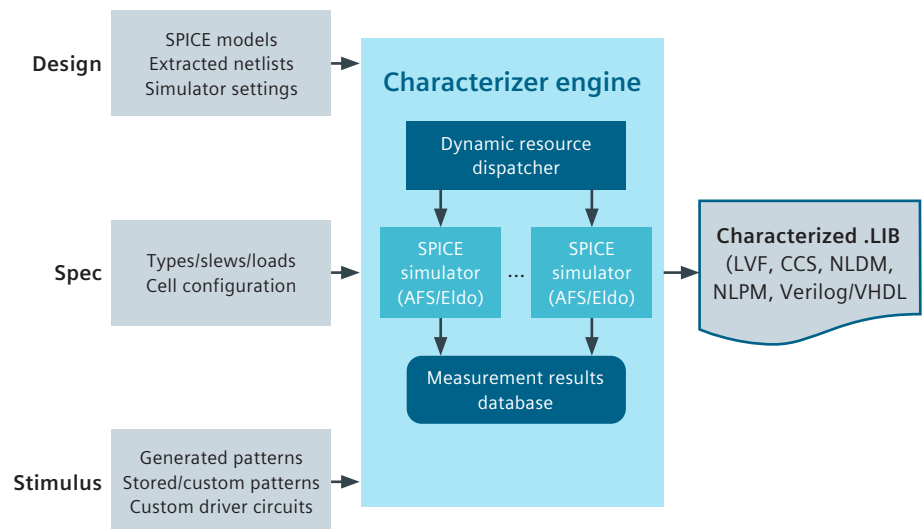 Design
SPICE models
Extracted netlists
Simulator settings
Spec
Types/slews/loads
Cell configuration
Stimulus
Generated patterns
Stored/custom patterns
Custom driver circuits
Characterizer engine
Dynamic resource
dispatcher
SPICE
simulator
(AFS/Eldo)
...
SPICE
simulator
(AFS/Eldo)
Measurement results
database
Characterized .LIB
(LVF, CCS, NLDM,
NLPM, Verilog/VHDL